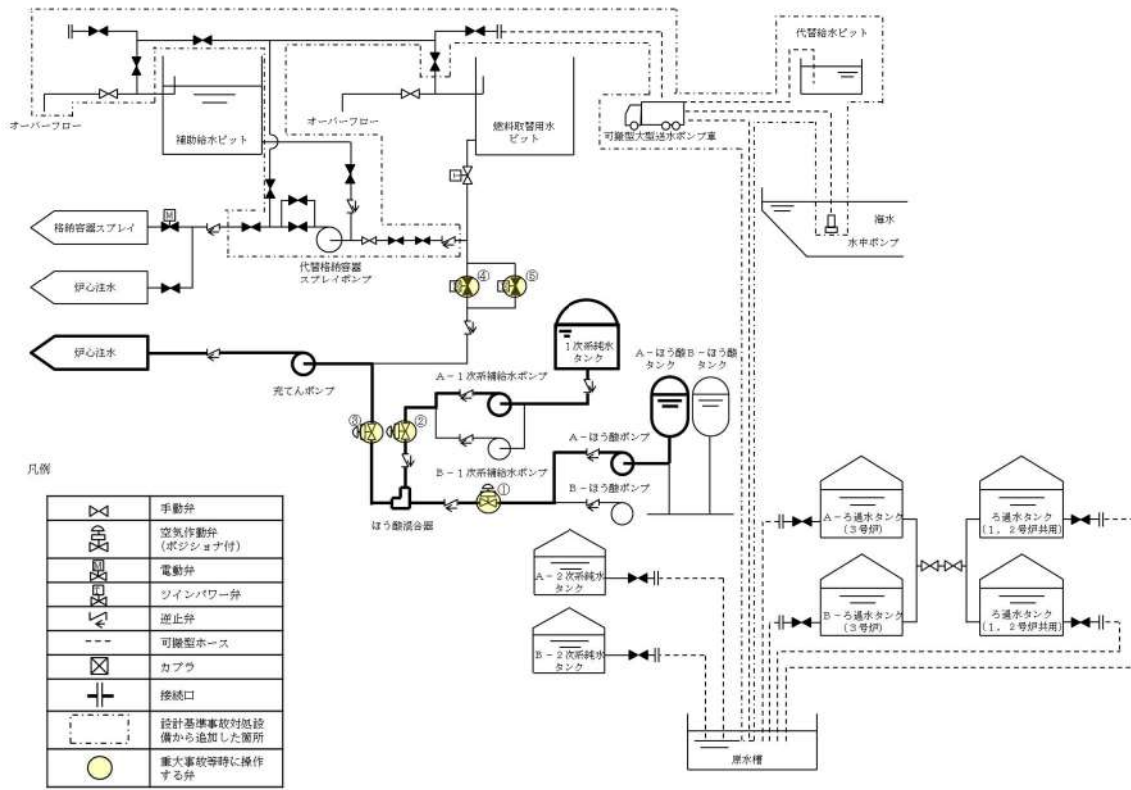 代替給水ピット
オーバーフロー
補助給水ピット
オーバーフロー
燃料取替用水
ピット
可搬型大型送水ポンプ車
格納容器スプレイ
M
代替格納容器
スプレイポンプ
海水
水中ポンプ
炉心注水
④
⑤
炉心注水
充てんポンプ
1次系純水
タンク
A-ほう酸
タンク
B-ほう酸
タンク
A-1次系補給水ポンプ
③
②
B-1次系補給水ポンプ
A-ほう酸ポンプ
①
B-ほう酸ポンプ
ほう酸混合器
A-2次系純水
タンク
B-2次系純水
タンク
A-ろ過水タンク
(3号炉)
ろ過水タンク
(1，2号炉共用)
B-ろ過水タンク
(3号炉)
ろ過水タンク
(1，2号炉共用)
原水槽
凡例
手動弁
空気作動弁
(ポジショナ付)
M
電動弁
T
ツインパワー弁
逆止弁
可搬型ホース
カプラ
接続口
設計基準事故対処設
備から追加した箇所
重大事故等時に操作
する弁